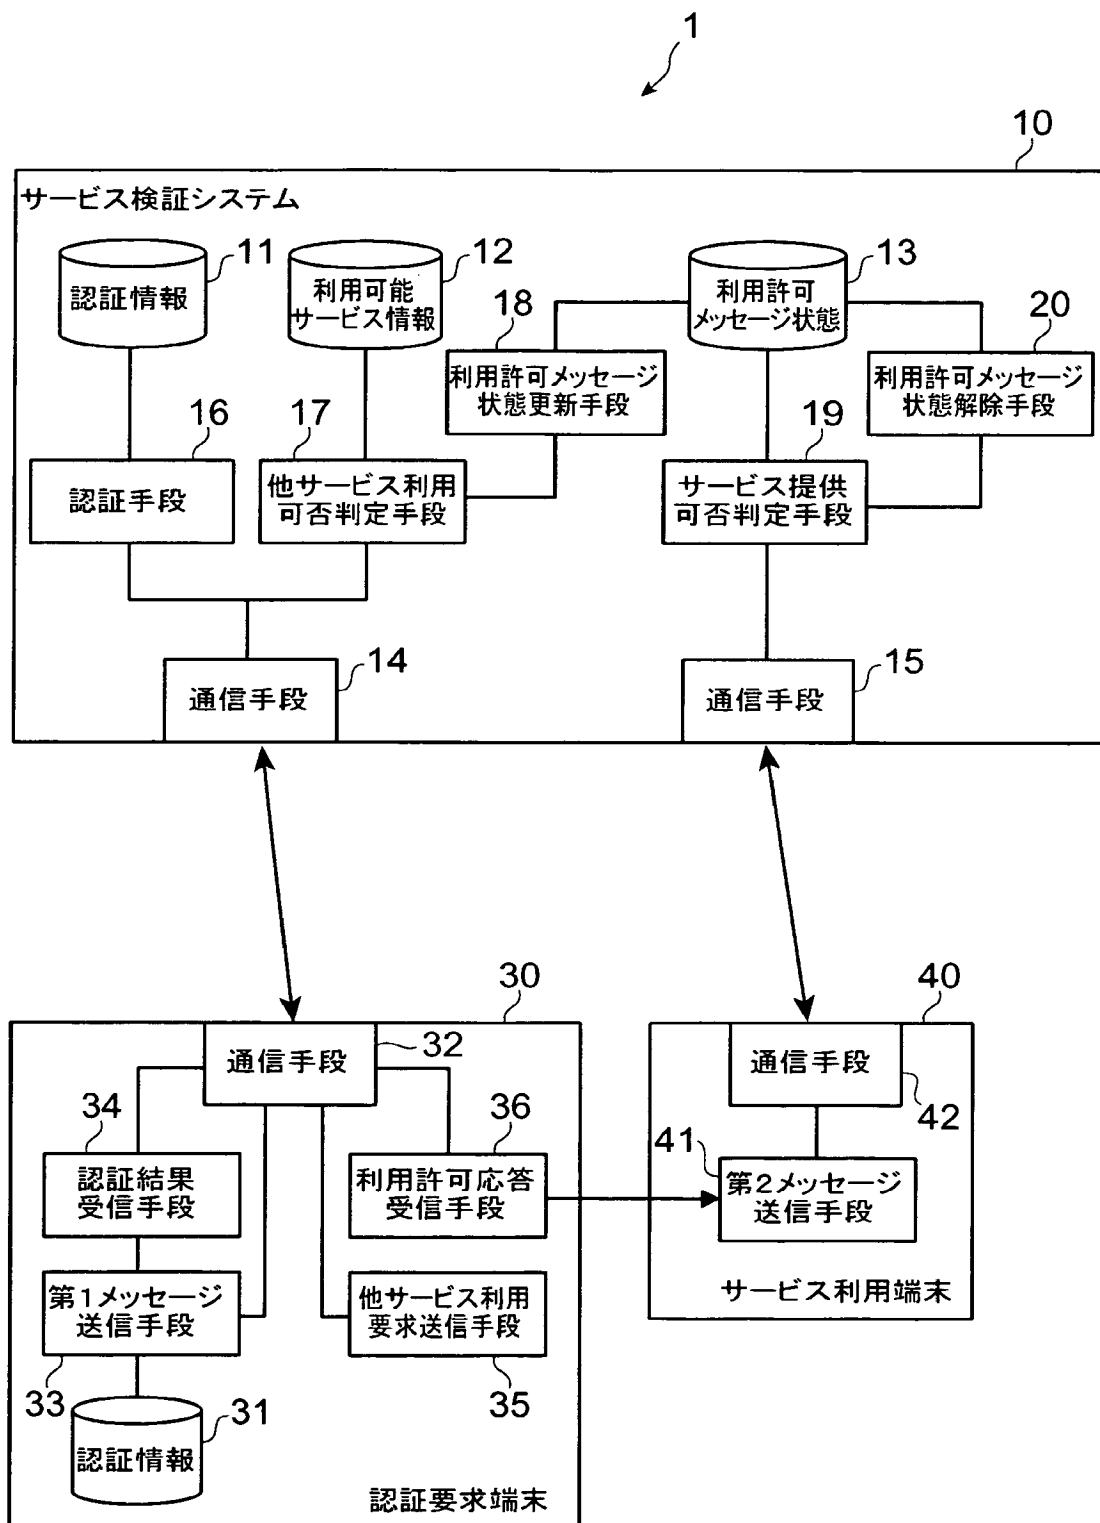 1
10
サービス検証システム
11
認証情報
12
利用可能
サービス情報
13
利用許可
メッセージ状態
18
利用許可メッセージ
状態更新手段
20
利用許可メッセージ
状態解除手段
16
認証手段
17
他サービス利用
可否判定手段
19
サービス提供
可否判定手段
14
通信手段
15
通信手段
30
32
通信手段
34
認証結果
受信手段
36
利用許可応答
受信手段
第1メッセージ
送信手段
33
他サービス利用
要求送信手段
35
31
認証情報
認証要求端末
40
通信手段
42
41
第2メッセージ
送信手段
サービス利用端末